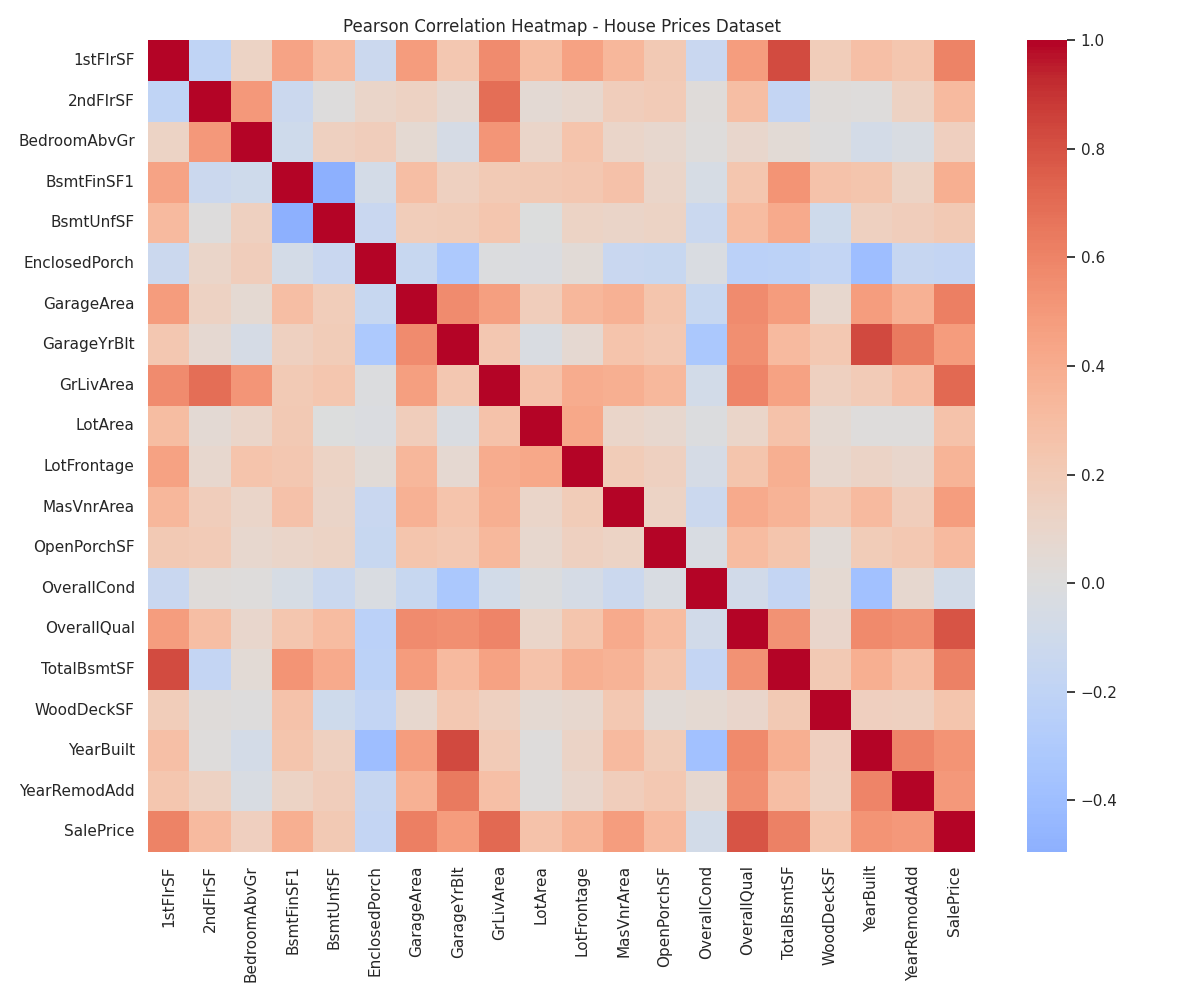 Pearson Correlation Heatmap - House Prices Dataset
1stFlrSF
2ndFlrSF
BedroomAbvGr
BsmtFinSF1
BsmtUnfSF
EnclosedPorch
GarageArea
GarageYrBlt
GrLivArea
LotArea
LotFrontage
MasVnrArea
OpenPorchSF
OverallCond
OverallQual
TotalBsmtSF
WoodDeckSF
YearBuilt
YearRemodAdd
SalePrice
1stFlrSF
2ndFlrSF
BedroomAbvGr
BsmtFinSF1
BsmtUnfSF
EnclosedPorch
GarageArea
GarageYrBlt
GrLivArea
LotArea
LotFrontage
MasVnrArea
OpenPorchSF
OverallCond
OverallQual
TotalBsmtSF
WoodDeckSF
YearBuilt
YearRemodAdd
SalePrice
1.0
0.8
0.6
0.4
0.2
0.0
−0.2
−0.4